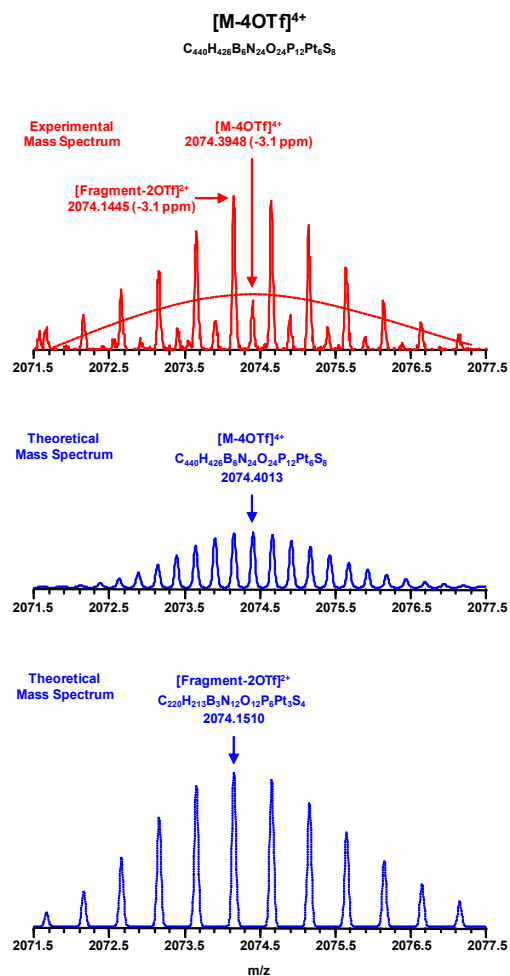 [M-4OTf]⁴⁺
C₄₄₀H₄₂₆B₆N₂₄O₂₄P₁₂Pt₆S₈
Experimental
Mass Spectrum
[M-4OTf]⁴⁺
2074.3948 (-3.1 ppm)
[Fragment-2OTf]²⁺
2074.1445 (-3.1 ppm)
2071.5 2072.5 2073.5 2074.5 2075.5 2076.5 2077.5
Theoretical
Mass Spectrum
[M-4OTf]⁴⁺
C₄₄₀H₄₂₆B₆N₂₄O₂₄P₁₂Pt₆S₈
2074.4013
2071.5 2072.5 2073.5 2074.5 2075.5 2076.5 2077.5
Theoretical
Mass Spectrum
[Fragment-2OTf]²⁺
C₂₂₀H₂₁₃B₃N₁₂O₁₂P₆Pt₃S₄
2074.1510
2071.5 2072.5 2073.5 2074.5 2075.5 2076.5 2077.5
m/z